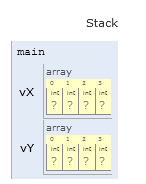 Stack
main
array
0 1 2 3
vX
int int int int
? ? ? ?
array
0 1 2 3
vY
int int int int
? ? ? ?